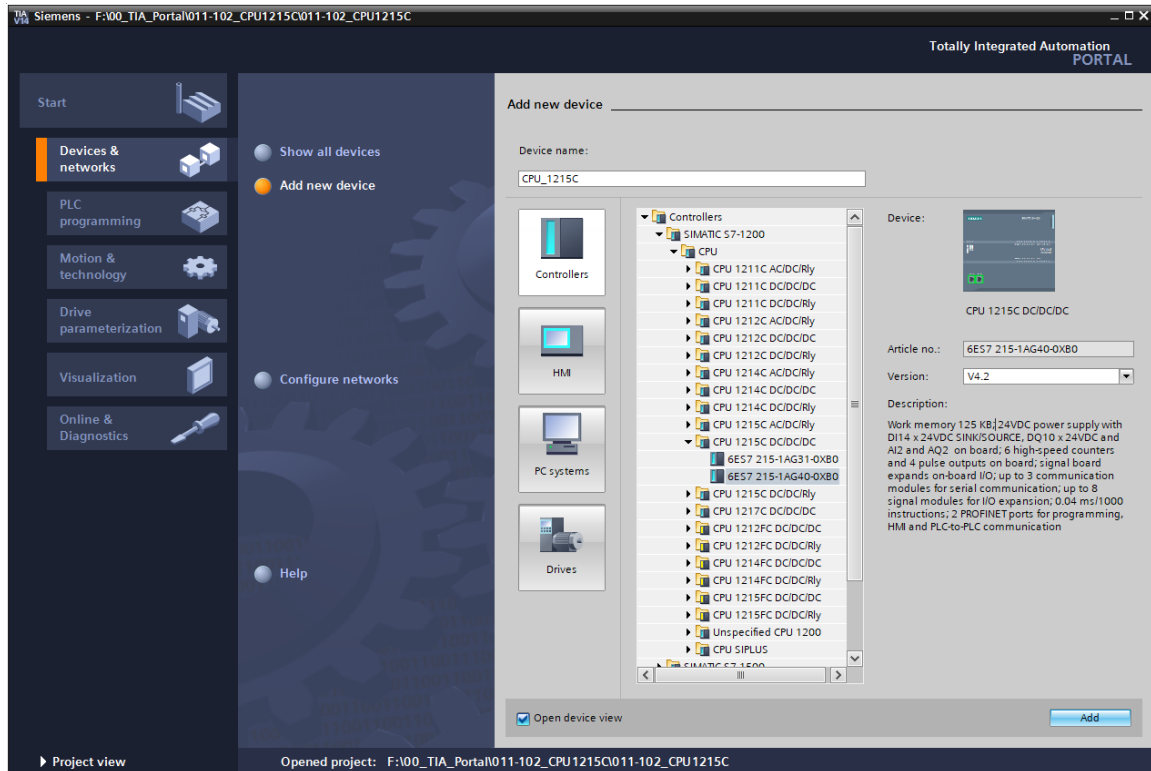 TIA V14 Siemens - F:\00_TIA_Portal\011-102_CPU1215C\011-102_CPU1215C
Totally Integrated Automation
PORTAL
Start
Devices &
networks
PLC
programming
Motion &
technology
Drive
parameterization
Visualization
Online &
Diagnostics
Show all devices
Add new device
Configure networks
Help
Add new device
Device name:
CPU_1215C
Controllers
HMI
PC systems
Drives
Controllers
SIMATIC S7-1200
CPU
CPU 1211C AC/DC/Rly
CPU 1211C DC/DC/DC
CPU 1211C DC/DC/Rly
CPU 1212C AC/DC/Rly
CPU 1212C DC/DC/DC
CPU 1212C DC/DC/Rly
CPU 1214C AC/DC/Rly
CPU 1214C DC/DC/DC
CPU 1214C DC/DC/Rly
CPU 1215C AC/DC/Rly
CPU 1215C DC/DC/DC
6ES7 215-1AG31-0XB0
6ES7 215-1AG40-0XB0
CPU 1215C DC/DC/Rly
CPU 1217C DC/DC/DC
CPU 1212FC DC/DC/DC
CPU 1212FC DC/DC/Rly
CPU 1214FC DC/DC/DC
CPU 1214FC DC/DC/Rly
CPU 1215FC DC/DC/DC
CPU 1215FC DC/DC/Rly
Unspecified CPU 1200
CPU SIPLUS
SIMATIC S7-1500
Device:
CPU 1215C DC/DC/DC
Article no.:
6ES7 215-1AG40-0XB0
Version:
V4.2
Description:
Work memory 125 KB; 24VDC power supply with
DI14 x 24VDC SINK/SOURCE, DQ10 x 24VDC and
AI2 and AQ2 on board; 6 high-speed counters
and 4 pulse outputs on board; signal board
expands on-board I/O; up to 3 communication
modules for serial communication; up to 8
signal modules for I/O expansion; 0.04 ms/1000
instructions; 2 PROFINET ports for programming,
HMI and PLC-to-PLC communication
Open device view
Add
Project view
Opened project: F:\00_TIA_Portal\011-102_CPU1215C\011-102_CPU1215C